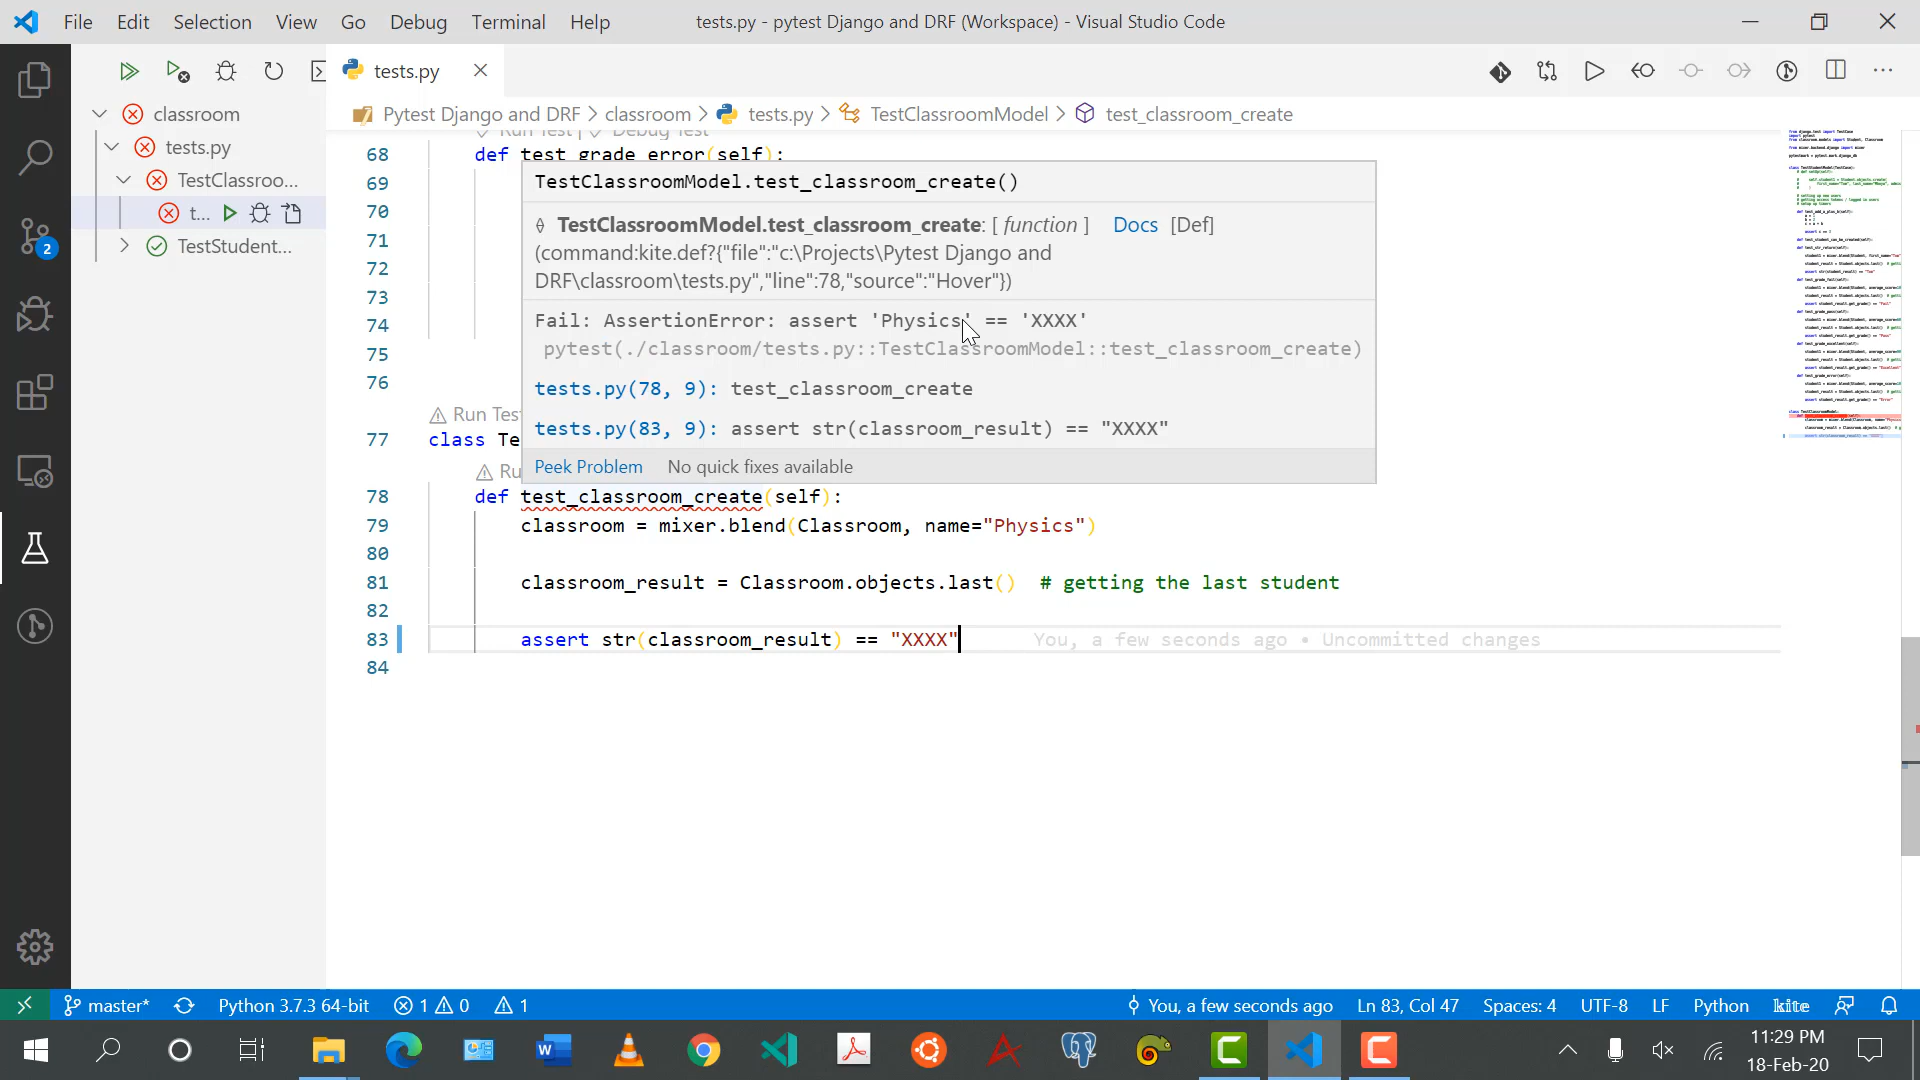 File Edit Selection View Go Debug Terminal Help
tests.py - pytest Django and DRF (Workspace) - Visual Studio Code
tests.py
classroom
tests.py
TestClassroo...
t...
TestStudent...
Pytest Django and DRF > classroom > tests.py > TestClassroomModel > test_classroom_create
Run Test | Debug Test
68 def test_grade_error(self):
69
70
71
72
73
74
75
76
TestClassroomModel.test_classroom_create()
TestClassroomModel.test_classroom_create: [ function ] Docs [Def]
(command:kite.def?{"file":"c:\Projects\Pytest Django and
DRF\classroom\tests.py","line":78,"source":"Hover"})
Fail: AssertionError: assert 'Physics' == 'XXXX'
pytest(./classroom/tests.py::TestClassroomModel::test_classroom_create)
tests.py(78, 9): test_classroom_create
tests.py(83, 9): assert str(classroom_result) == "XXXX"
Peek Problem No quick fixes available
Run Tes
77 class Te
Ru
78 def test_classroom_create(self):
79 classroom = mixer.blend(Classroom, name="Physics")
80
81 classroom_result = Classroom.objects.last() # getting the last student
82
83 assert str(classroom_result) == "XXXX" You, a few seconds ago • Uncommitted changes
84
2
master* Python 3.7.3 64-bit 1 0 1 You, a few seconds ago Ln 83, Col 47 Spaces: 4 UTF-8 LF Python kite
11:29 PM
18-Feb-20